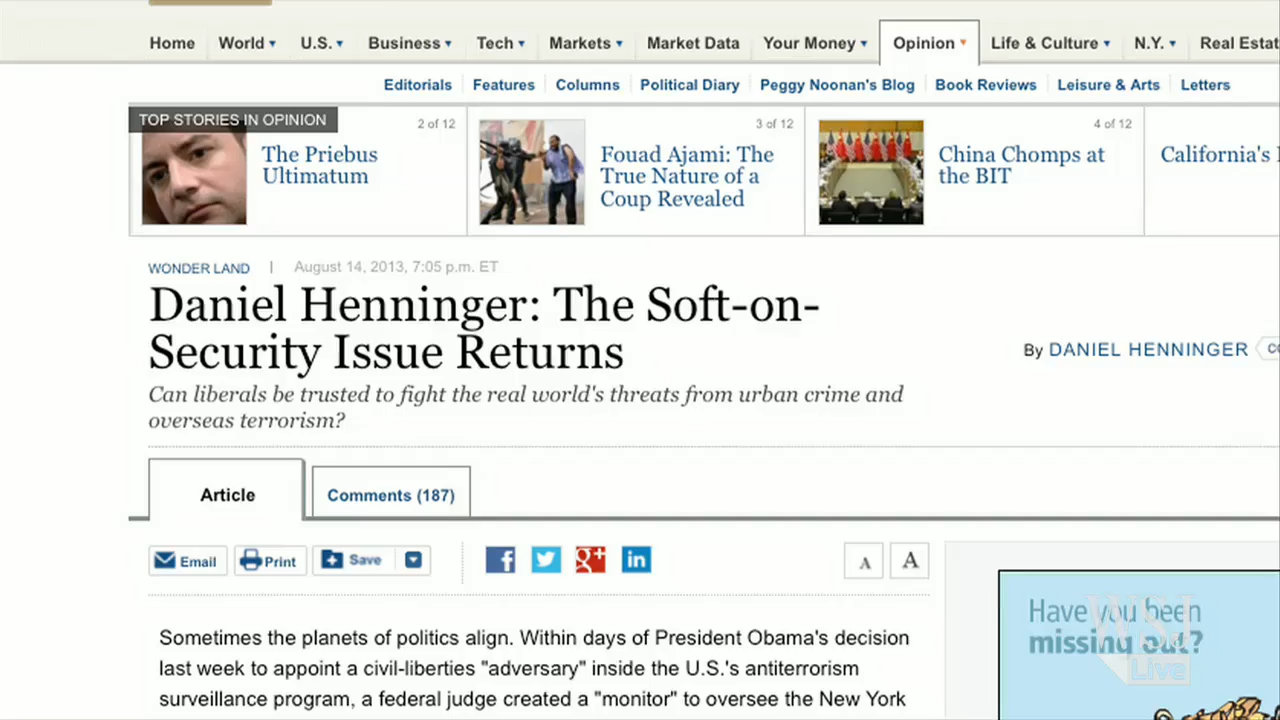 Home World U.S. Business Tech Markets Market Data Your Money Opinion Life & Culture N.Y. Real Estat
Editorials Features Columns Political Diary Peggy Noonan's Blog Book Reviews Leisure & Arts Letters
TOP STORIES IN OPINION
2 of 12
The Priebus
Ultimatum
3 of 12
Fouad Ajami: The
True Nature of a
Coup Revealed
4 of 12
China Chomps at
the BIT
California's
WONDER LAND | August 14, 2013, 7:05 p.m. ET
Daniel Henninger: The Soft-on-
Security Issue Returns
By DANIEL HENNINGER
Can liberals be trusted to fight the real world's threats from urban crime and
overseas terrorism?
Article Comments (187)
Email Print Save f g+ in A A
Sometimes the planets of politics align. Within days of President Obama's decision
last week to appoint a civil-liberties "adversary" inside the U.S.'s antiterrorism
surveillance program, a federal judge created a "monitor" to oversee the New York
Have you been
missing out?
WSJ
Live